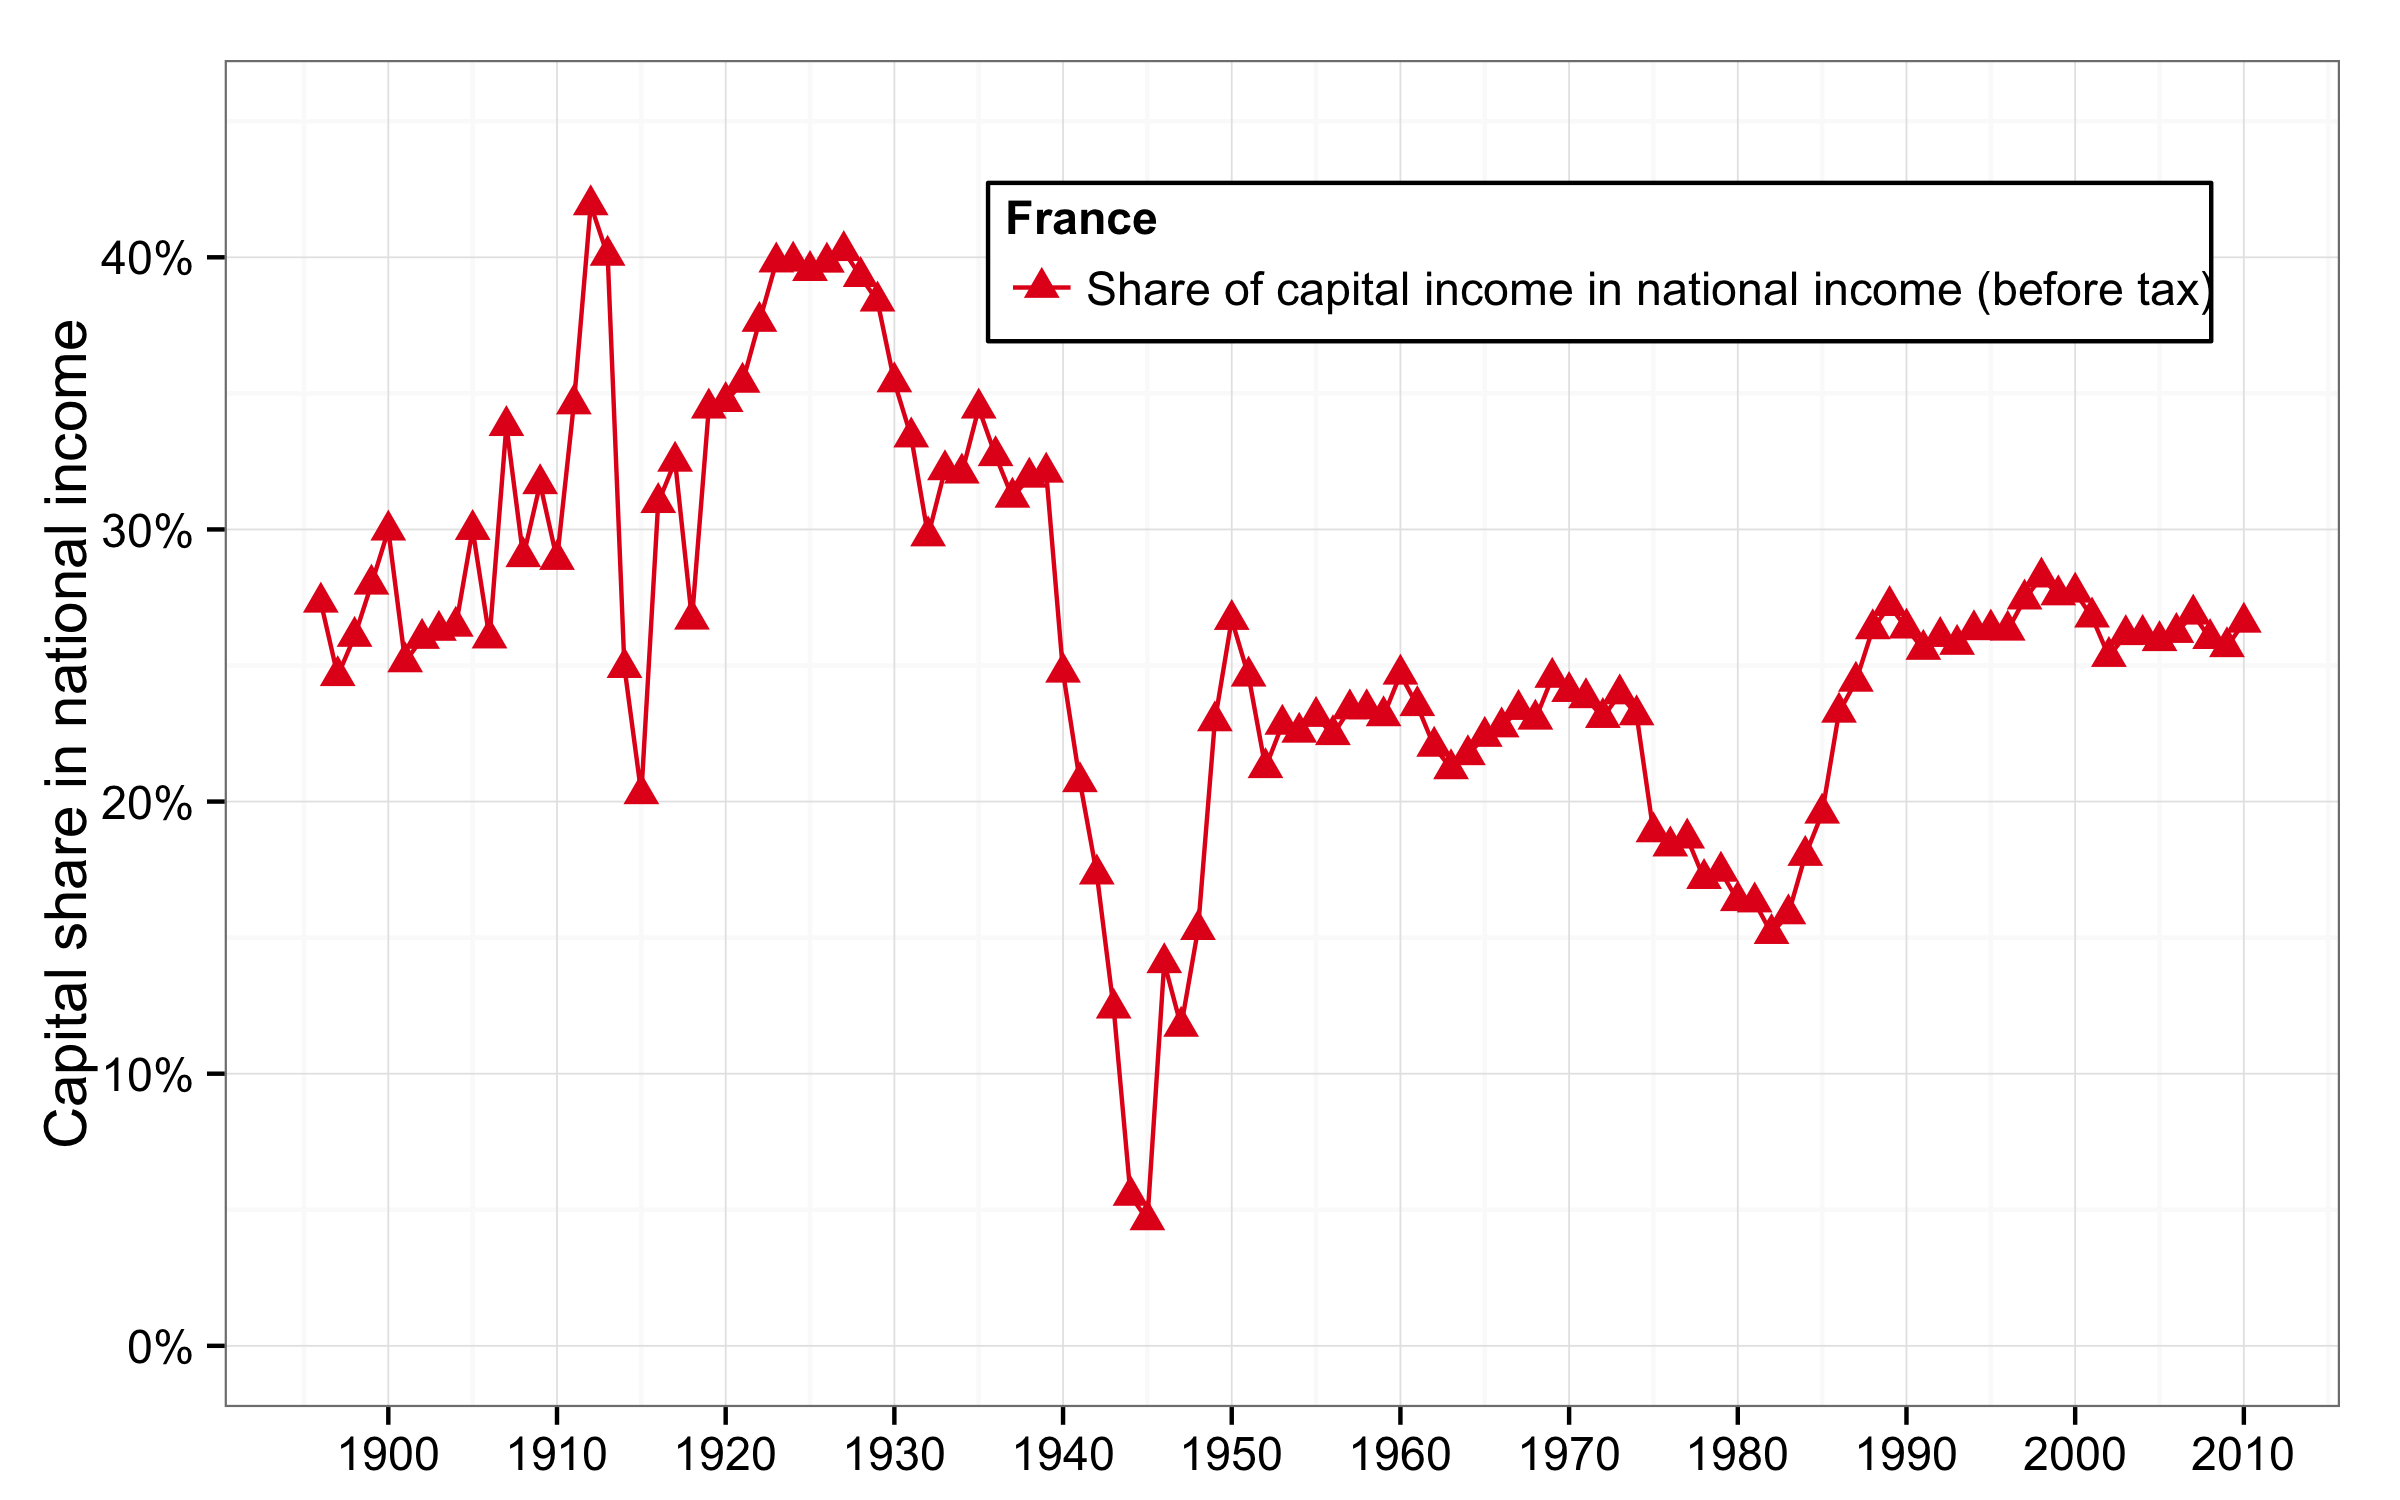 France
Share of capital income in national income (before tax)
Capital share in national income
40%
30%
20%
10%
0%
1900 1910 1920 1930 1940 1950 1960 1970 1980 1990 2000 2010